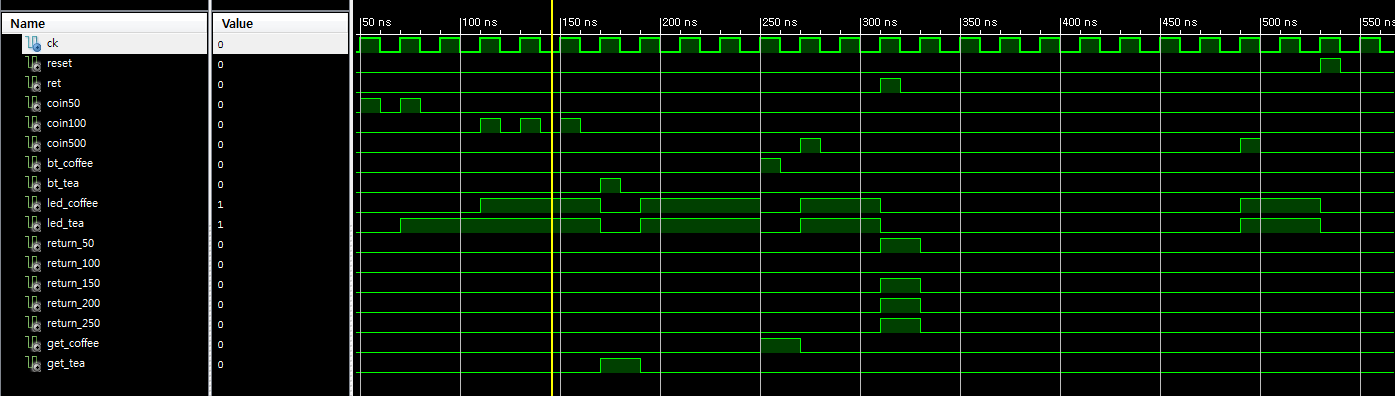 Name Value
50 ns 100 ns 150 ns 200 ns 250 ns 300 ns 350 ns 400 ns 450 ns 500 ns 550 ns
ck 0
reset 0
ret 0
coin50 0
coin100 0
coin500 0
bt_coffee 0
bt_tea 0
led_coffee 1
led_tea 1
return_50 0
return_100 0
return_150 0
return_200 0
return_250 0
get_coffee 0
get_tea 0